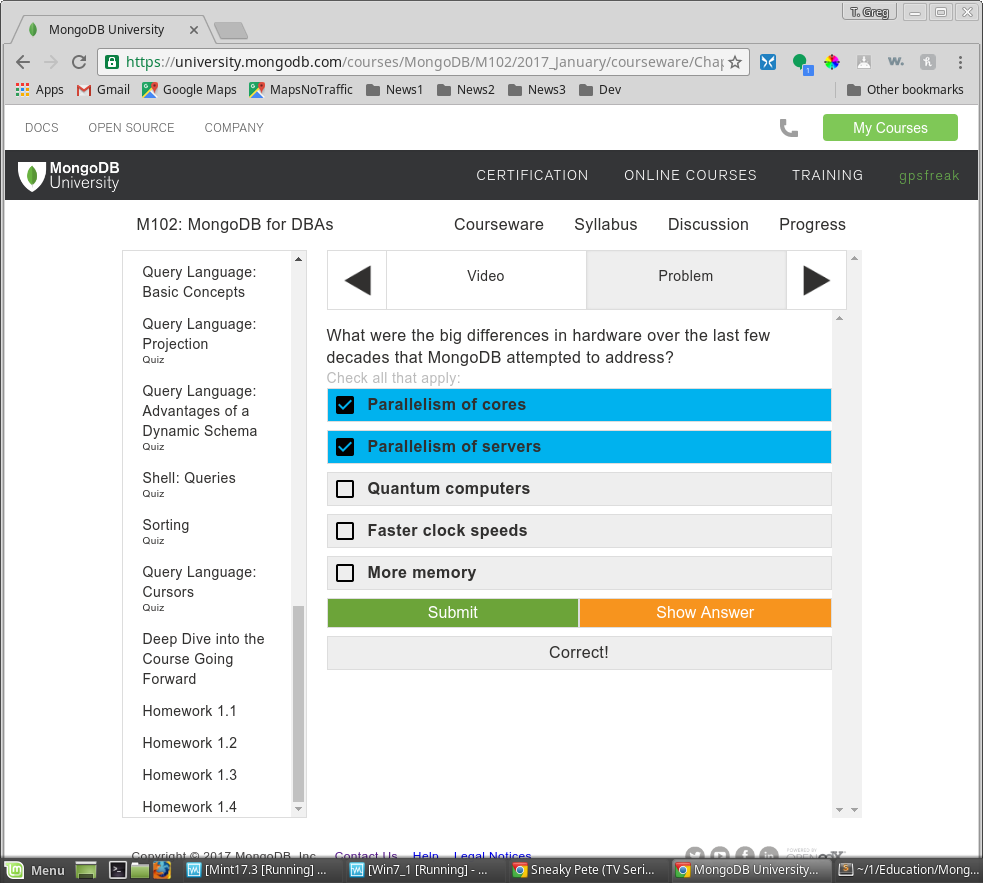 T. Greg
MongoDB University
https://university.mongodb.com/courses/MongoDB/M102/2017_January/courseware/Chap
1
w.
Apps Gmail Google Maps MapsNoTraffic News1 News2 News3 Dev Other bookmarks
DOCS OPEN SOURCE COMPANY My Courses
MongoDB
University
CERTIFICATION ONLINE COURSES TRAINING gpsfreak
M102: MongoDB for DBAs Courseware Syllabus Discussion Progress
Query Language:
Basic Concepts
Query Language:
Projection
Quiz
Query Language:
Advantages of a
Dynamic Schema
Quiz
Shell: Queries
Quiz
Sorting
Quiz
Query Language:
Cursors
Quiz
Deep Dive into the
Course Going
Forward
Homework 1.1
Homework 1.2
Homework 1.3
Homework 1.4
Video Problem
What were the big differences in hardware over the last few
decades that MongoDB attempted to address?
Check all that apply:
Parallelism of cores
Parallelism of servers
Quantum computers
Faster clock speeds
More memory
Submit Show Answer
Correct!
Copyright © 2017 MongoDB, Inc. Contact Us Help Legal Notices
POWERED BY
Menu [Mint17.3 [Running] ... [Win7_1 [Running] - ... Sneaky Pete (TV Seri... MongoDB University... ~/1/Education/Mong...